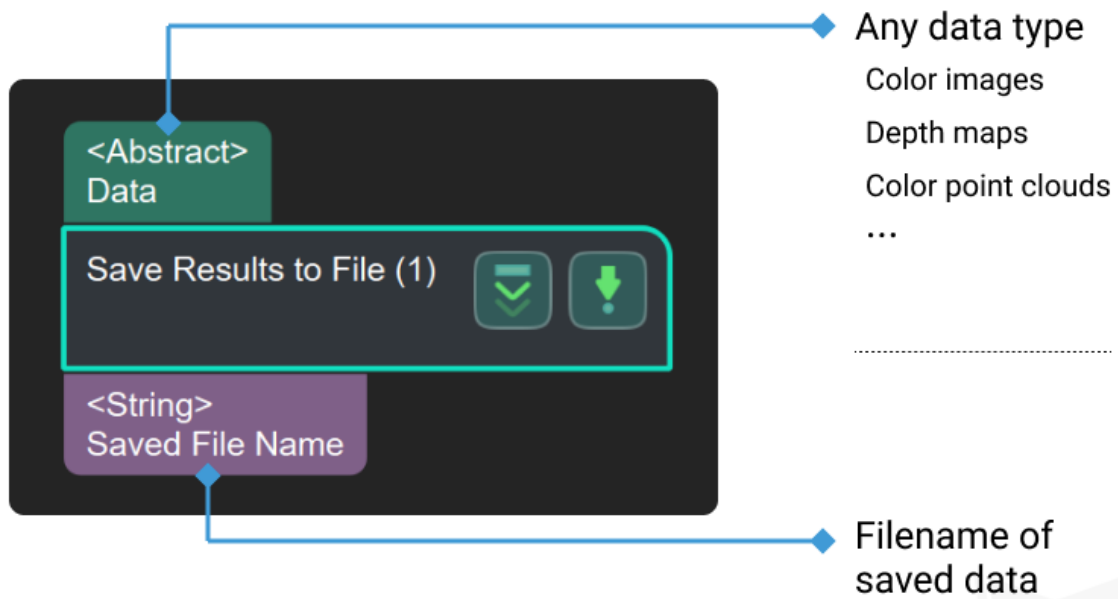 Any data type
Color images
Depth maps
Color point clouds
...
<Abstract>
Data
Save Results to File (1)
<String>
Saved File Name
Filename of
saved data